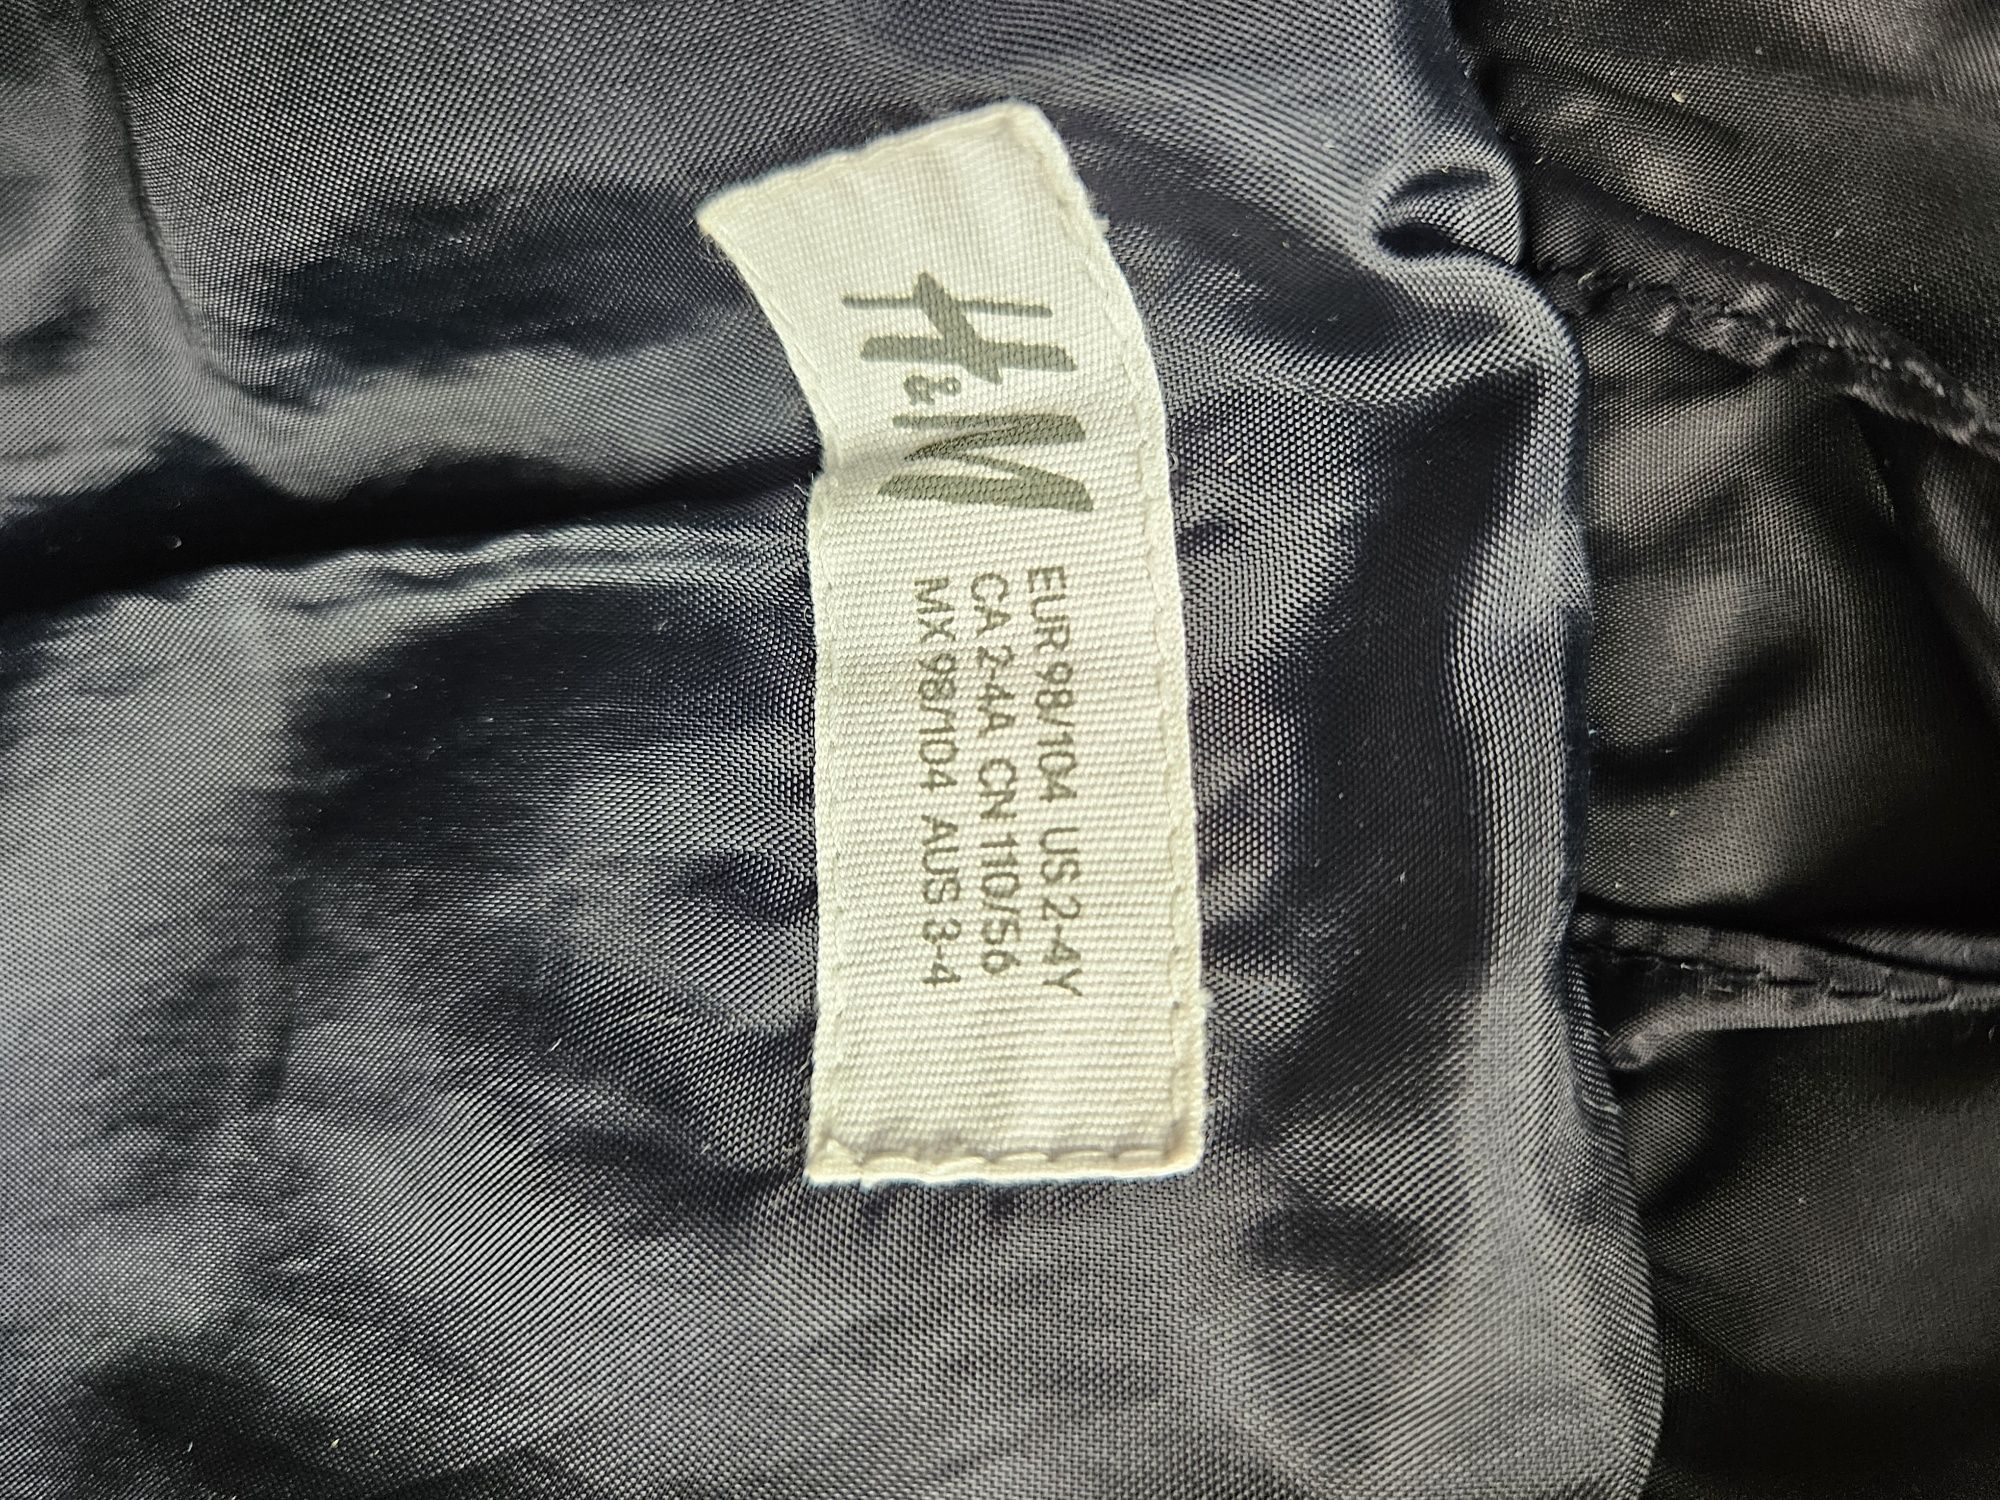 H&M
EUR 98/104 US 2-4Y
CA 2-4A CN 110/56
MX 98/104 AUS 3-4